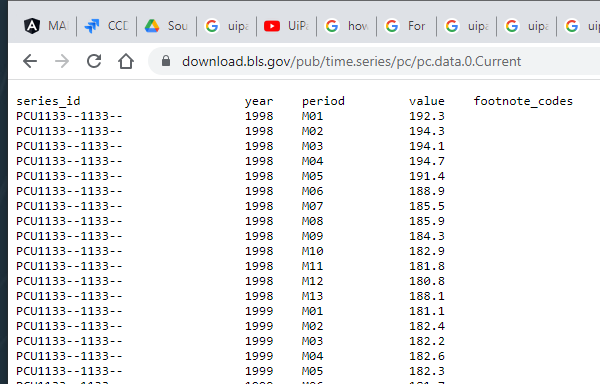 MA CCD Sou uipa UiPa how For uipa uipa uipa
download.bls.gov/pub/time.series/pc/pc.data.0.Current
series_id year period value footnote_codes
PCU1133--1133-- 1998 M01 192.3
PCU1133--1133-- 1998 M02 194.3
PCU1133--1133-- 1998 M03 194.1
PCU1133--1133-- 1998 M04 194.7
PCU1133--1133-- 1998 M05 191.4
PCU1133--1133-- 1998 M06 188.9
PCU1133--1133-- 1998 M07 185.5
PCU1133--1133-- 1998 M08 185.9
PCU1133--1133-- 1998 M09 184.3
PCU1133--1133-- 1998 M10 182.9
PCU1133--1133-- 1998 M11 181.8
PCU1133--1133-- 1998 M12 180.8
PCU1133--1133-- 1998 M13 188.1
PCU1133--1133-- 1999 M01 181.1
PCU1133--1133-- 1999 M02 182.4
PCU1133--1133-- 1999 M03 182.2
PCU1133--1133-- 1999 M04 182.6
PCU1133--1133-- 1999 M05 182.3